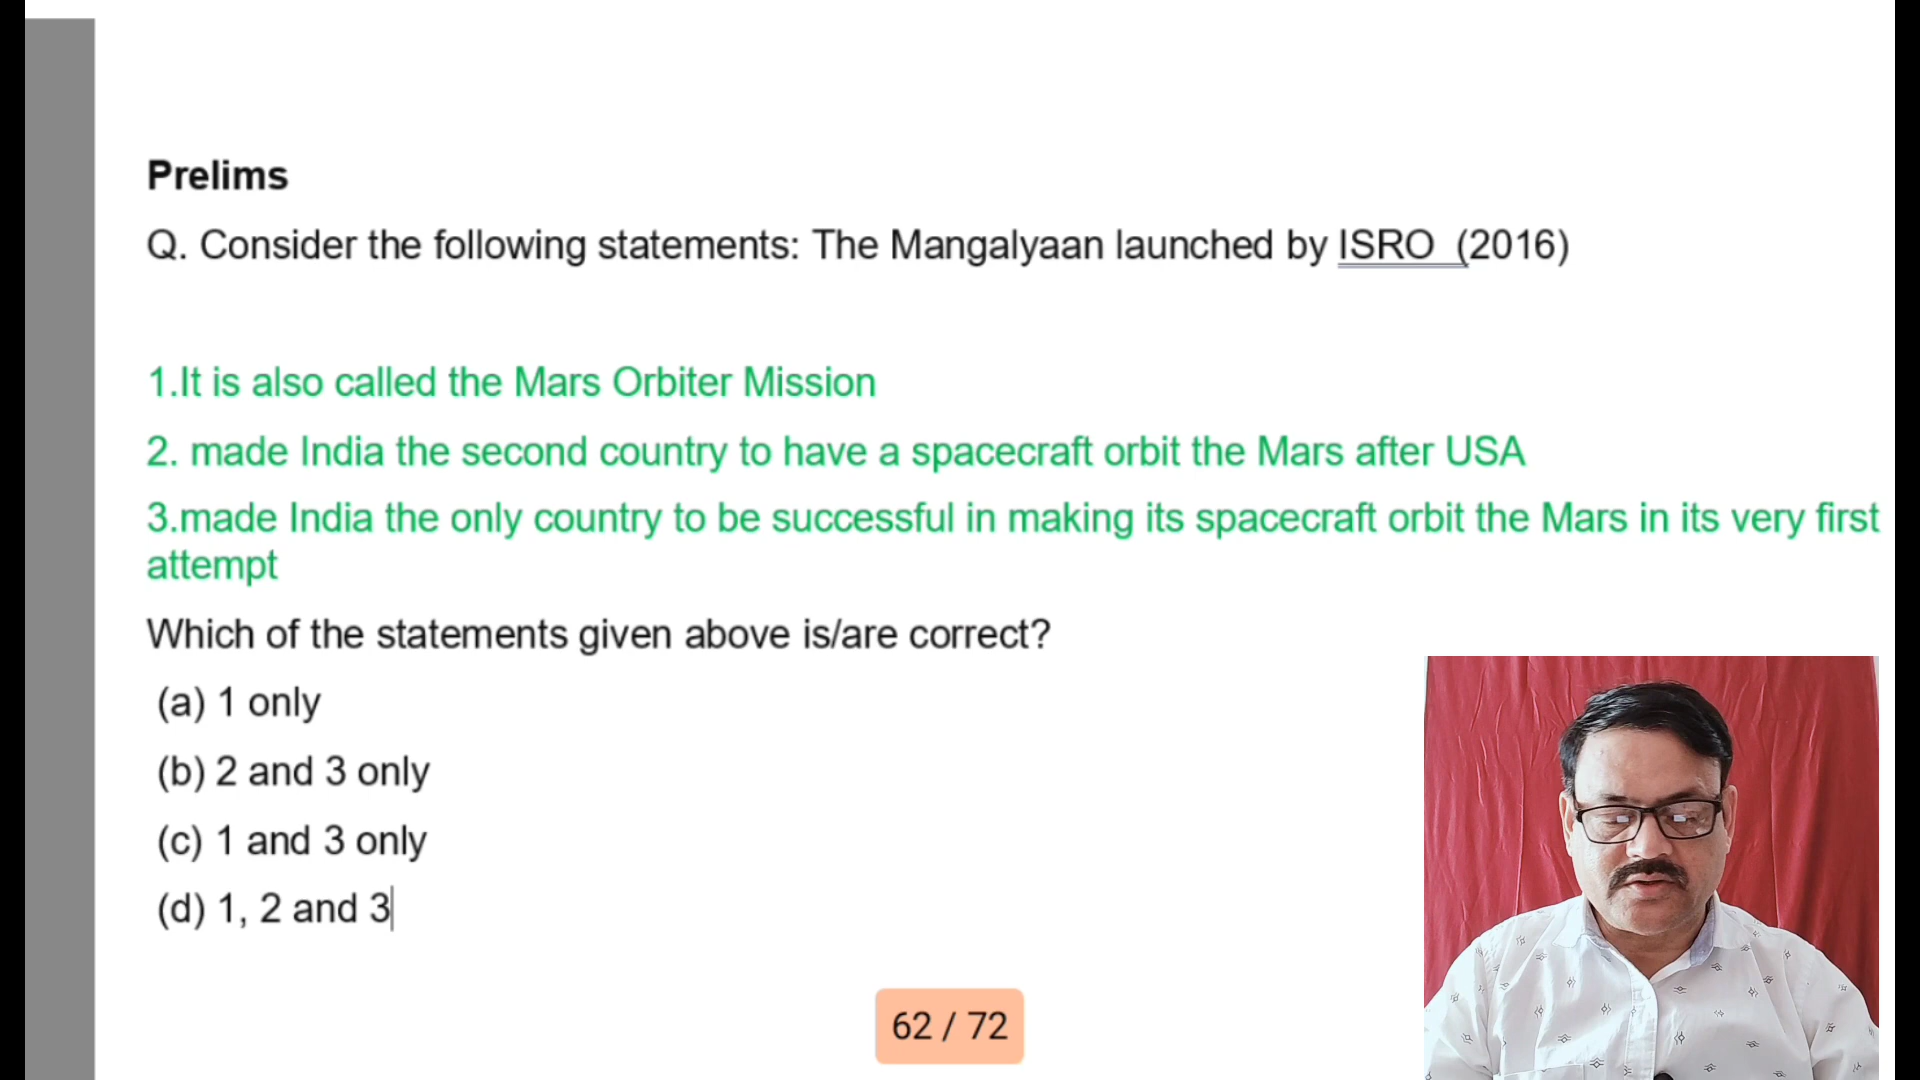 Prelims
Q. Consider the following statements: The Mangalyaan launched by ISRO (2016)
1.It is also called the Mars Orbiter Mission
2. made India the second country to have a spacecraft orbit the Mars after USA
3.made India the only country to be successful in making its spacecraft orbit the Mars in its very first
attempt
Which of the statements given above is/are correct?
(a) 1 only
(b) 2 and 3 only
(c) 1 and 3 only
(d) 1, 2 and 3
62 / 72